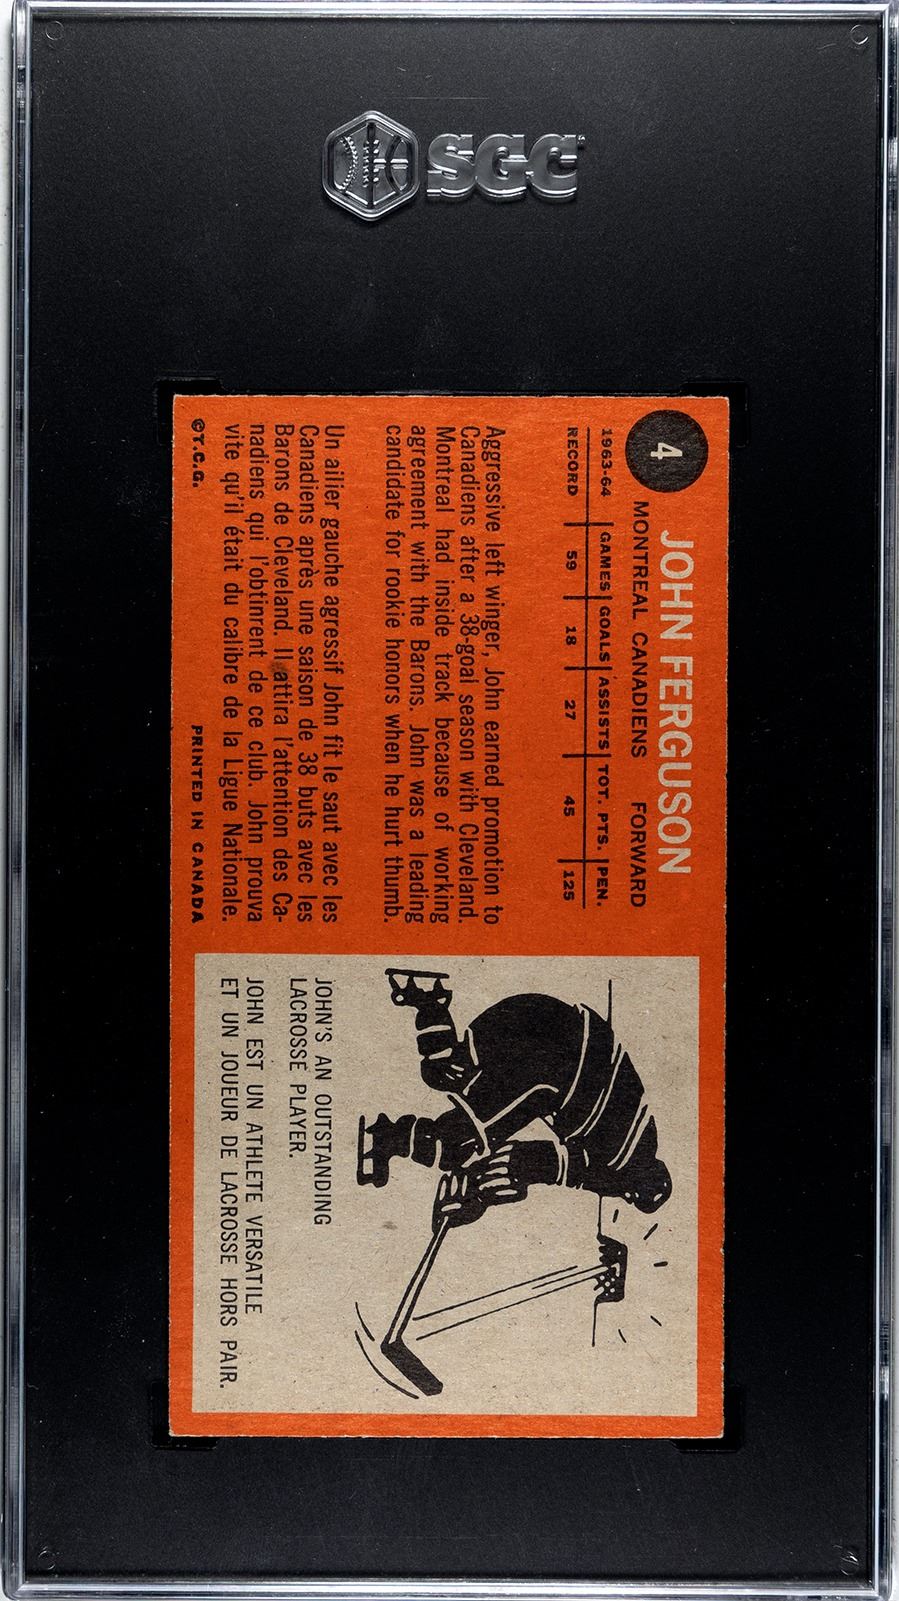 SGC
4
JOHN FERGUSON
MONTREAL CANADIENS FORWARD
1963-64 GAMES GOALS ASSISTS TOT. PTS. PEN.
RECORD 59 18 27 45 125
Aggressive left winger, John earned promotion to
Canadiens after a 38-goal season with Cleveland.
Montreal had inside track because of working
agreement with the Barons. John was a leading
candidate for rookie honors when he hurt thumb.
Un ailier gauche agressif John fit le saut avec les
Canadiens après une saison de 38 buts avec les
Barons de Cleveland. Il attira l'attention des Ca-
nadiens qui l'obtinrent de ce club. John prouva
vite qu'il était du calibre de la Ligue Nationale.
©T.C.G. PRINTED IN CANADA
JOHN'S AN OUTSTANDING
LACROSSE PLAYER.
JOHN EST UN ATHLETE VERSATILE
ET UN JOUEUR DE LACROSSE HORS PAIR.